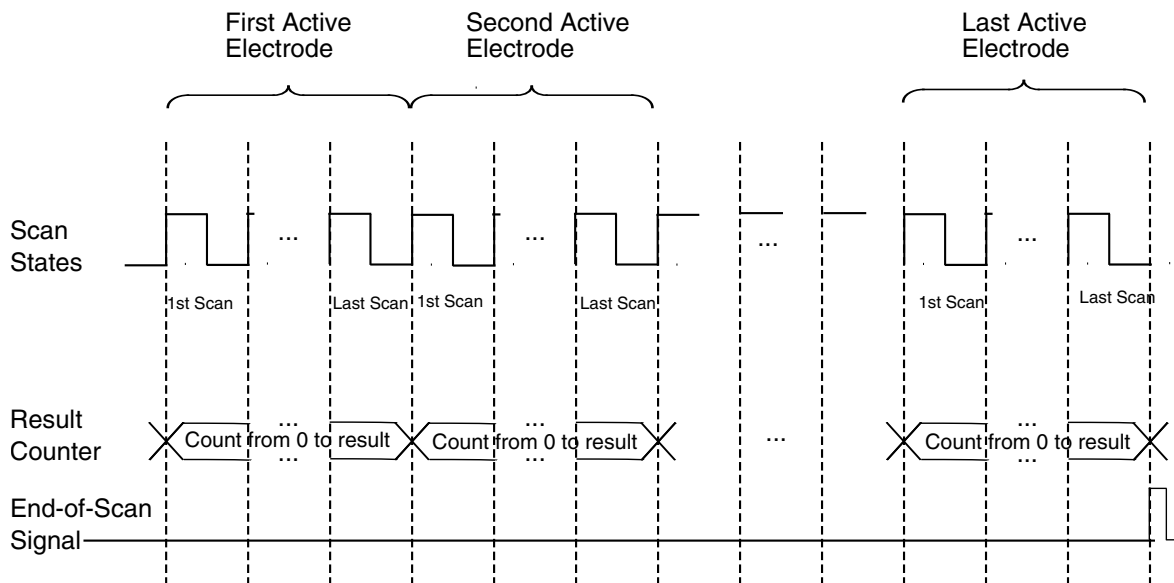 First Active
Electrode
Second Active
Electrode
Last Active
Electrode
Scan
States
...
...
...
...
1st Scan
Last Scan
1st Scan
Last Scan
1st Scan
Last Scan
Result
Counter
...
Count from 0 to result
...
...
Count from 0 to result
...
...
...
Count from 0 to result
...
End-of-Scan
Signal